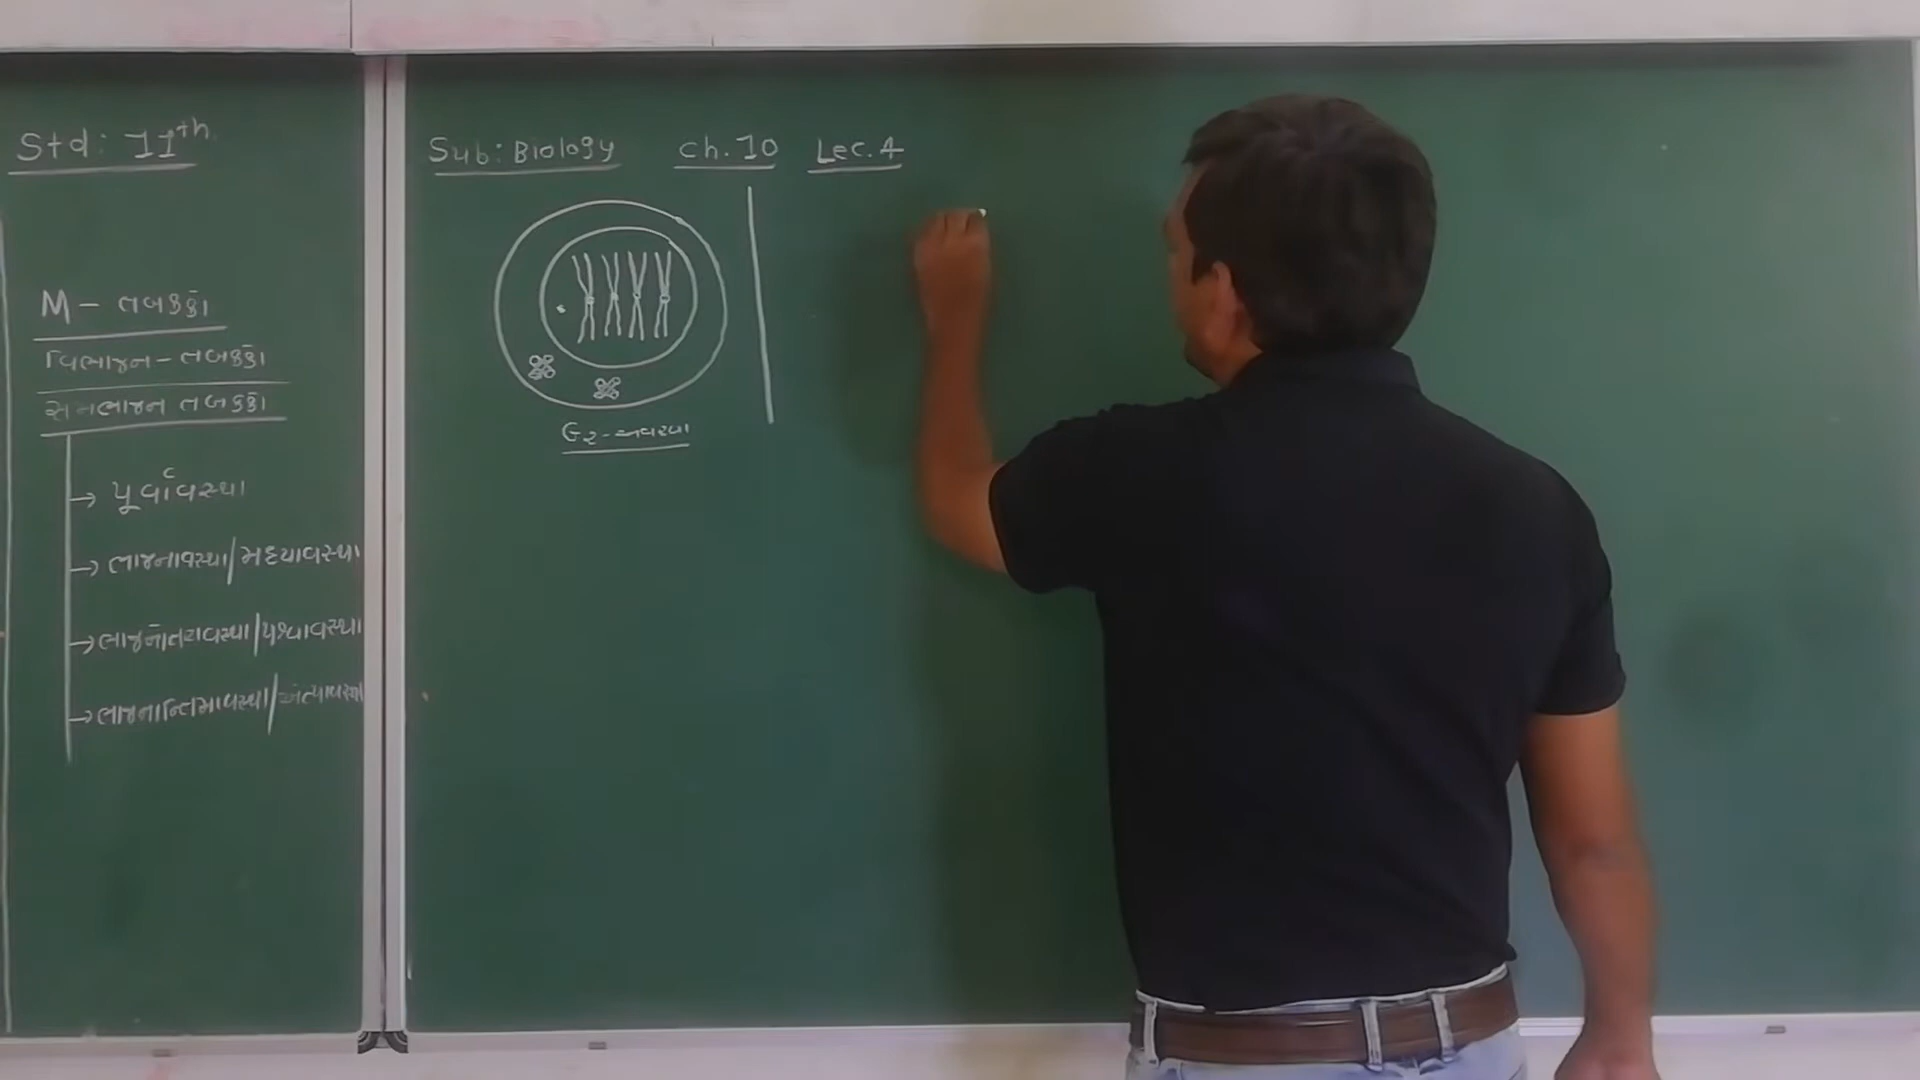 Std: 11th
Sub: Biology Ch. 10 Lec. 4
M - તબક્કો
વિભાજન - તબક્કો
સમભાજન તબક્કો
→ પૂર્વાવસ્થા
→ ભાજનાવસ્થા/મધ્યાવસ્થા
→ ભાજનોત્તરાવસ્થા/પશ્ચાવસ્થા
→ ભાજનાન્તિમાવસ્થા/અંત્યાવસ્થા
G2 - અવસ્થા